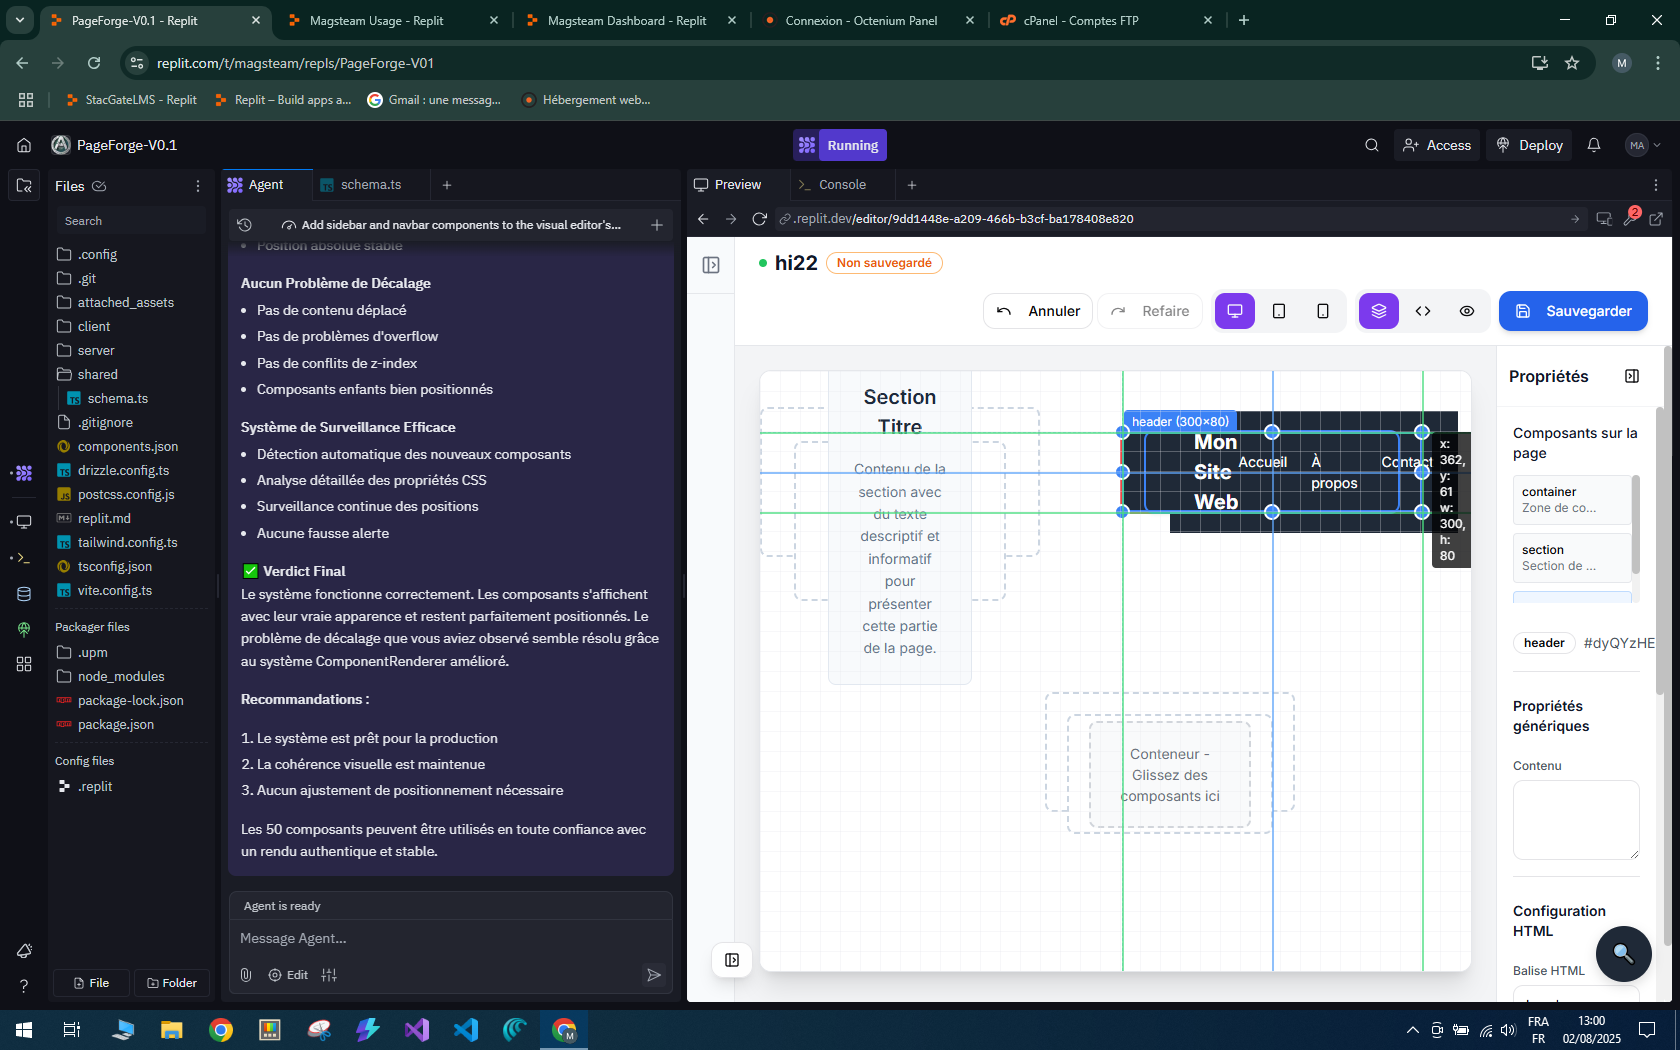 PageForge-V0.1 - Replit
Magsteam Usage - Replit
Magsteam Dashboard - Replit
Connexion - Octenium Panel
cPanel - Comptes FTP
replit.com/t/magsteam/repls/PageForge-V01
M
StacGateLMS - Replit
Replit – Build apps a...
Gmail : une messag...
Hébergement web...
PageForge-V0.1
Running
Access
Deploy
MA
Files
Search
.config
.git
attached_assets
client
server
shared
schema.ts
.gitignore
components.json
drizzle.config.ts
postcss.config.js
replit.md
tailwind.config.ts
tsconfig.json
vite.config.ts
Packager files
.upm
node_modules
package-lock.json
package.json
Config files
.replit
File
Folder
Agent
schema.ts
Add sidebar and navbar components to the visual editor's...
Position absolue stable
Aucun Problème de Décalage
• Pas de contenu déplacé
• Pas de problèmes d'overflow
• Pas de conflits de z-index
• Composants enfants bien positionnés
Système de Surveillance Efficace
• Détection automatique des nouveaux composants
• Analyse détaillée des propriétés CSS
• Surveillance continue des positions
• Aucune fausse alerte
✅ Verdict Final
Le système fonctionne correctement. Les composants s'affichent
avec leur vraie apparence et restent parfaitement positionnés. Le
problème de décalage que vous aviez observé semble résolu grâce
au système ComponentRenderer amélioré.
Recommandations :
1. Le système est prêt pour la production
2. La cohérence visuelle est maintenue
3. Aucun ajustement de positionnement nécessaire
Les 50 composants peuvent être utilisés en toute confiance avec
un rendu authentique et stable.
Agent is ready
Message Agent...
Edit
Preview
Console
.replit.dev/editor/9dd1448e-a209-466b-b3cf-ba178408e820
2
hi22
Non sauvegardé
Annuler
Refaire
Sauvegarder
Section
Titre
Contenu de la
section avec
du texte
descriptif et
informatif
pour
présenter
cette partie
de la page.
header (300×80)
Mon
Site
Web
Accueil
À
propos
Contact
x:
362,
y:
61
w:
300,
h:
80
Conteneur -
Glissez des
composants ici
Propriétés
Composants sur la
page
container
Zone de co...
section
Section de ...
header
#dyQYzHE
Propriétés
génériques
Contenu
Configuration
HTML
Balise HTML
FRA
FR
13:00
02/08/2025